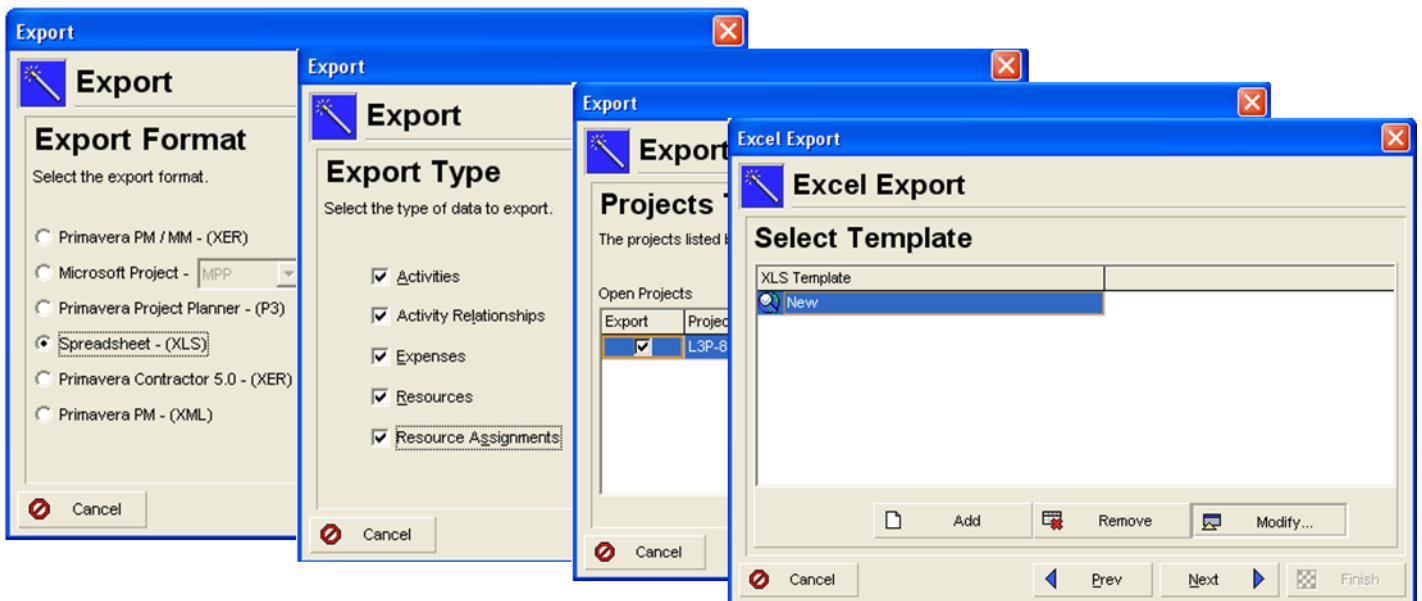 Export
Export
Export Format
Select the export format.
Primavera PM / MM - (XER)
Microsoft Project - MPP
Primavera Project Planner - (P3)
Spreadsheet - (XLS)
Primavera Contractor 5.0 - (XER)
Primavera PM - (XML)
Cancel
Export
Export
Export Type
Select the type of data to export.
Activities
Activity Relationships
Expenses
Resources
Resource Assignments
Cancel
Export
Export
Projects
The projects listed
Open Projects
Export Projec
L3P-8
Cancel
Excel Export
Excel Export
Select Template
XLS Template
New
Add Remove Modify...
Cancel Prev Next Finish